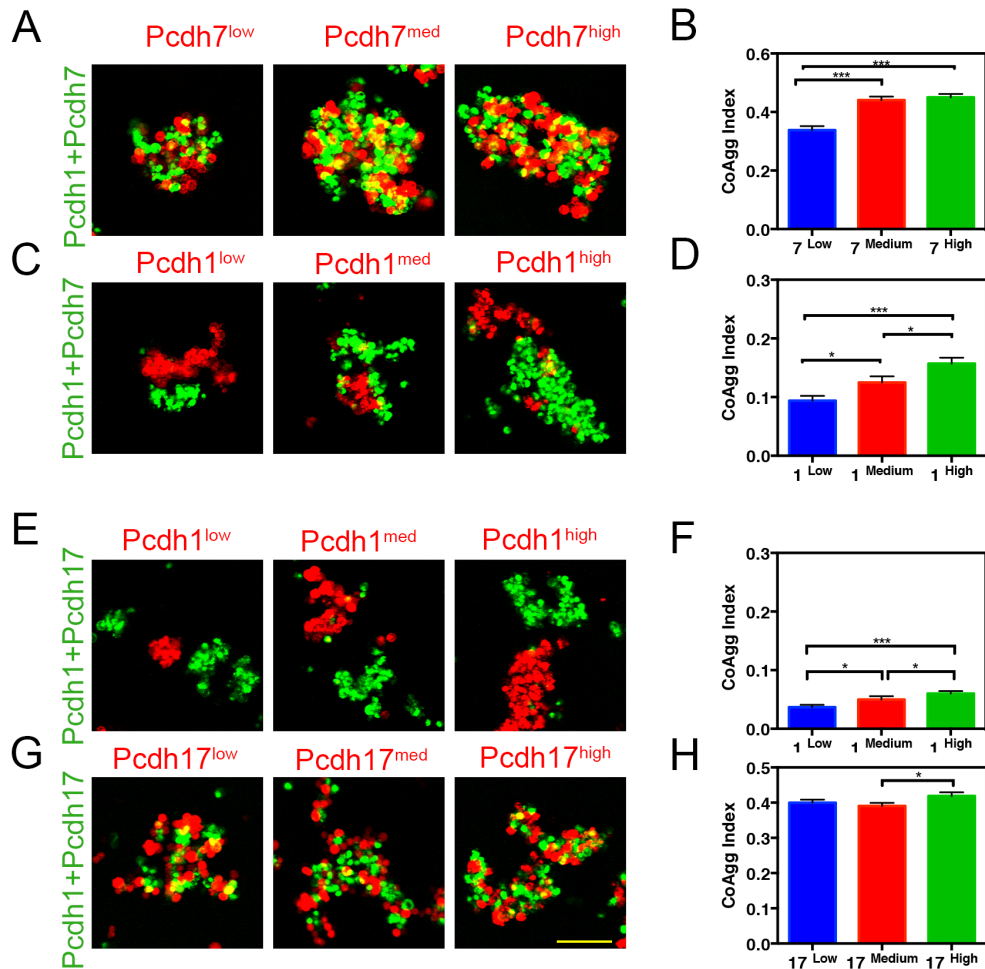 A
Pcdh7low
Pcdh7med
Pcdh7high
Pcdh1+Pcdh7
B
CoAgg Index
0.6
0.4
0.2
0.0
***
***
7 Low
7 Medium
7 High
C
Pcdh1low
Pcdh1med
Pcdh1high
Pcdh1+Pcdh7
D
CoAgg Index
0.3
0.2
0.1
0.0
***
*
*
1 Low
1 Medium
1 High
E
Pcdh1low
Pcdh1med
Pcdh1high
Pcdh1+Pcdh17
F
CoAgg Index
0.3
0.2
0.1
0.0
***
*
*
1 Low
1 Medium
1 High
G
Pcdh17low
Pcdh17med
Pcdh17high
Pcdh1+Pcdh17
H
CoAgg Index
0.5
0.4
0.3
0.2
0.1
0.0
*
17 Low
17 Medium
17 High